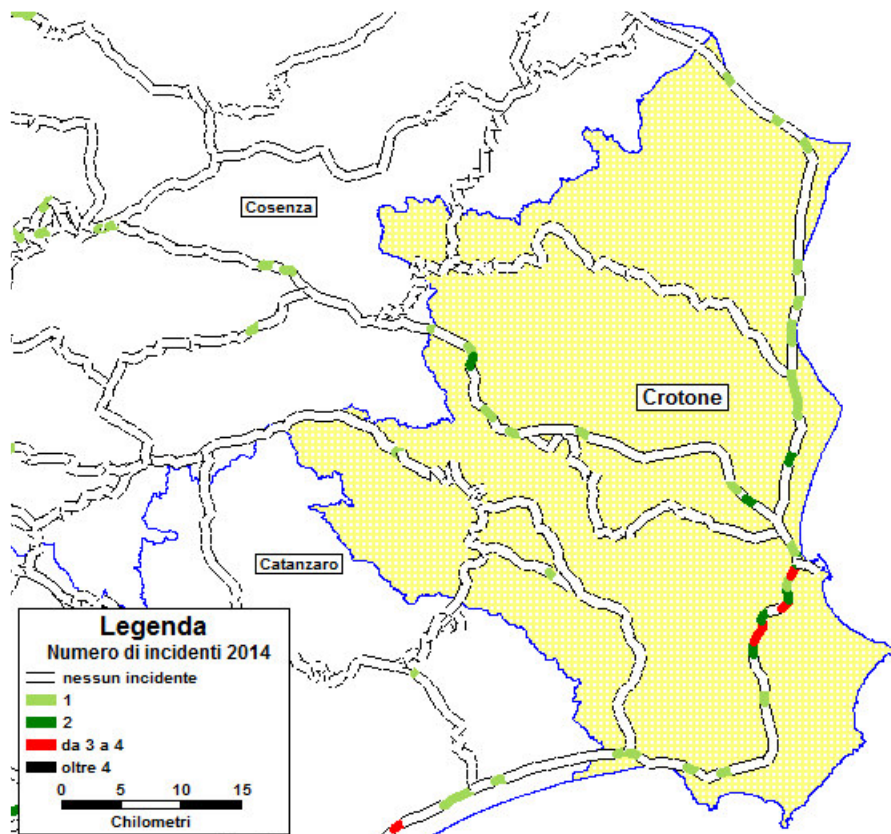 Cosenza
Crotone
Catanzaro
Legenda
Numero di incidenti 2014
nessun incidente
1
2
da 3 a 4
oltre 4
0 5 10 15
Chilometri